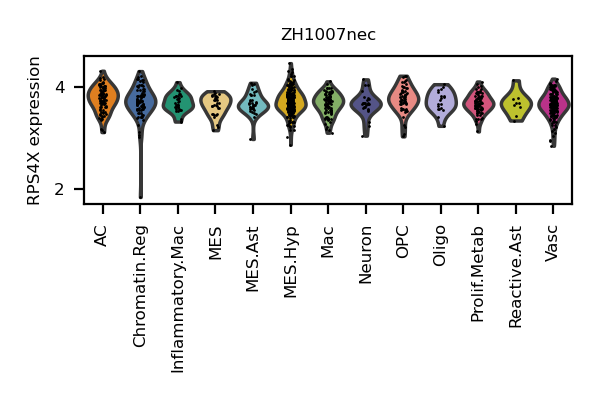 ZH1007nec
RPS4X expression
4
2
AC
Chromatin.Reg
Inflammatory.Mac
MES
MES.Ast
MES.Hyp
Mac
Neuron
OPC
Oligo
Prolif.Metab
Reactive.Ast
Vasc